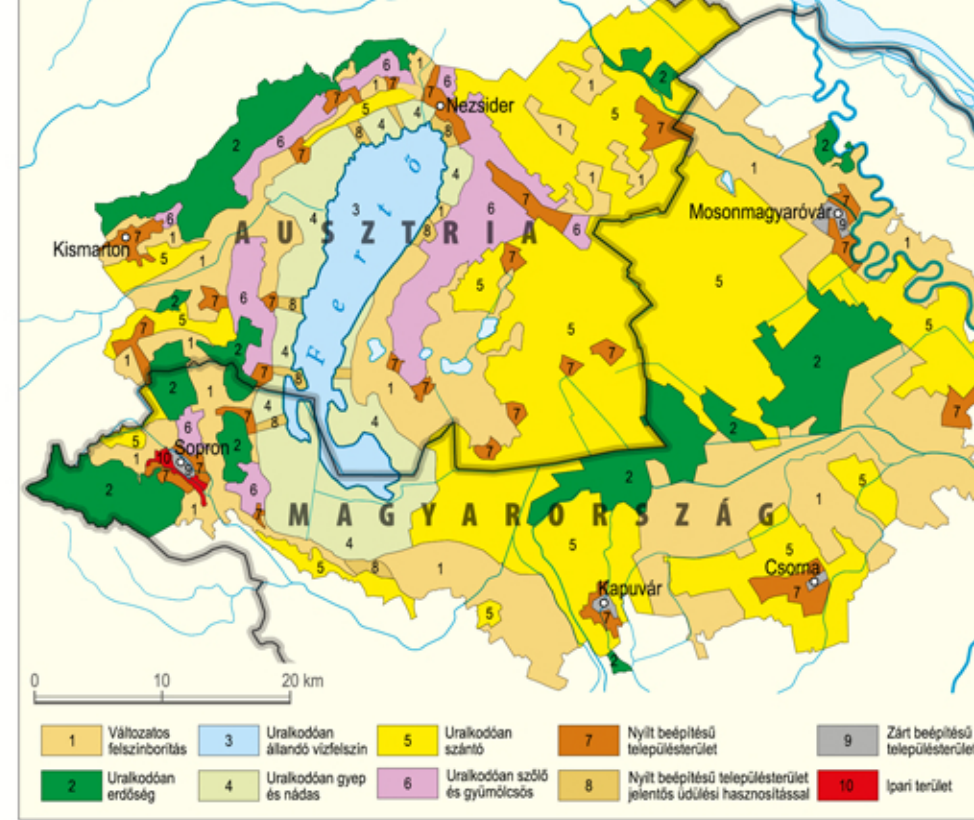 Nezsider
Mosonmagyaróvár
AUSZTRIA
Kismarton
Fertő
Sopron
MAGYARORSZÁG
Csorna
Kapuvár
0 10 20 km
1 Változatos felszínborítás
2 Uralkodóan erdőség
3 Uralkodóan állandó vízfelszín
4 Uralkodóan gyep és nádas
5 Uralkodóan szántó
6 Uralkodóan szőlő és gyümölcsös
7 Nyílt beépítésű településterület
8 Nyílt beépítésű településterület jelentős üdülési hasznosítással
9 Zárt beépítésű településterület
10 Ipari terület